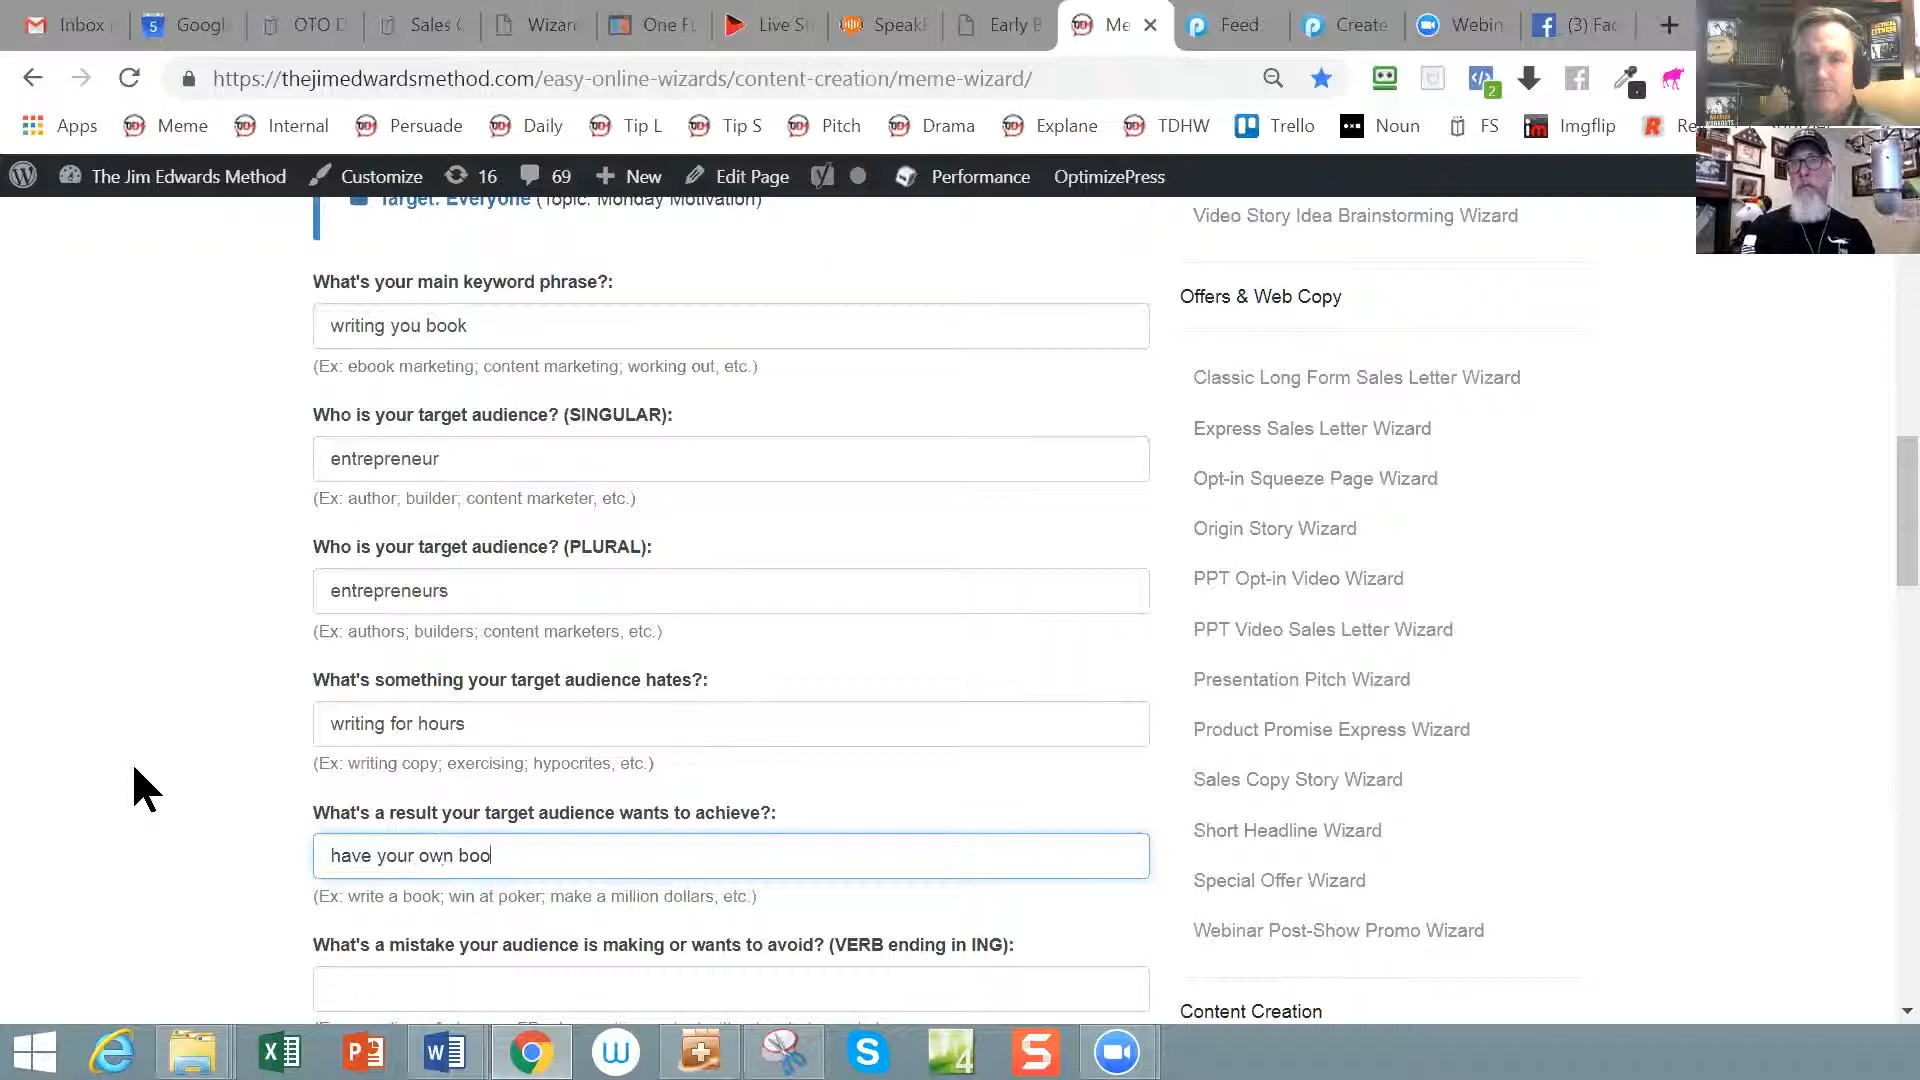 Inbox Googl OTO D Sales C Wizar One Fu Live St Speak Early B Me Feed Create Webin (3) Fac
https://thejimedwardsmethod.com/easy-online-wizards/content-creation/meme-wizard/ 2
Apps Meme Internal Persuade Daily Tip L Tip S Pitch Drama Explane TDHW Trello Noun FS Imgflip
The Jim Edwards Method Customize 16 69 New Edit Page Performance OptimizePress
Target: Everyone (Topic: Monday Motivation)
What's your main keyword phrase?:
writing you book
(Ex: ebook marketing; content marketing; working out, etc.)
Who is your target audience? (SINGULAR):
entrepreneur
(Ex: author; builder; content marketer, etc.)
Who is your target audience? (PLURAL):
entrepreneurs
(Ex: authors; builders; content marketers, etc.)
What's something your target audience hates?:
writing for hours
(Ex: writing copy; exercising; hypocrites, etc.)
What's a result your target audience wants to achieve?:
have your own boo
(Ex: write a book; win at poker; make a million dollars, etc.)
What's a mistake your audience is making or wants to avoid? (VERB ending in ING):
Video Story Idea Brainstorming Wizard
Offers & Web Copy
Classic Long Form Sales Letter Wizard
Express Sales Letter Wizard
Opt-in Squeeze Page Wizard
Origin Story Wizard
PPT Opt-in Video Wizard
PPT Video Sales Letter Wizard
Presentation Pitch Wizard
Product Promise Express Wizard
Sales Copy Story Wizard
Short Headline Wizard
Special Offer Wizard
Webinar Post-Show Promo Wizard
Content Creation